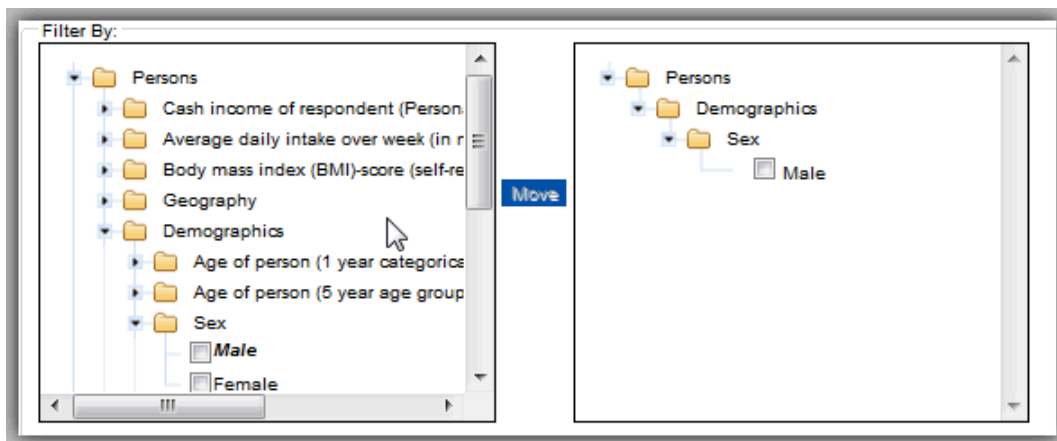 Filter By:
Persons
Cash income of respondent (Person
Average daily intake over week (in
Body mass index (BMI)-score (self-re
Geography
Demographics
Age of person (1 year categorica
Age of person (5 year age group
Sex
Male
Female
Move
Persons
Demographics
Sex
Male